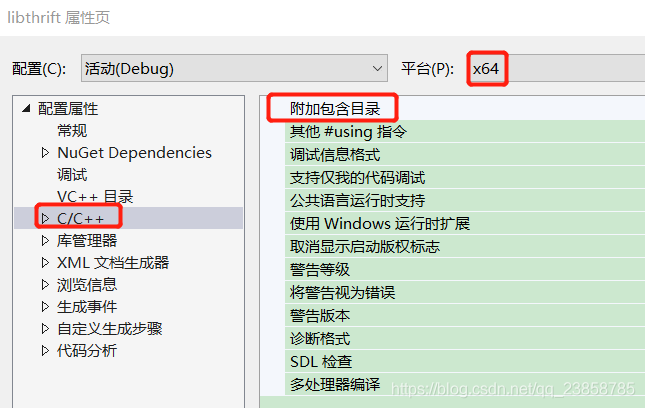 libthrift 属性页
配置(C): 活动(Debug) 平台(P): x64
配置属性
常规
NuGet Dependencies
调试
VC++ 目录
C/C++
库管理器
XML 文档生成器
浏览信息
生成事件
自定义生成步骤
代码分析
附加包含目录
其他 #using 指令
调试信息格式
支持仅我的代码调试
公共语言运行时支持
使用 Windows 运行时扩展
取消显示启动版权标志
警告等级
将警告视为错误
警告版本
诊断格式
SDL 检查
多处理器编译
https://blog.csdn.net/qq_23858785